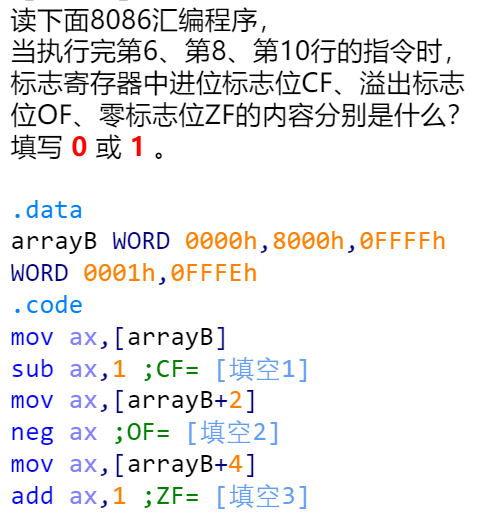 读下面8086汇编程序，
当执行完第6、第8、第10行的指令时，
标志寄存器中进位标志位CF、溢出标志
位OF、零标志位ZF的内容分别是什么？
填写 0 或 1 。
.data
arrayB WORD 0000h,8000h,0FFFFh
WORD 0001h,0FFFEh
.code
mov ax,[arrayB]
sub ax,1 ;CF= [填空1]
mov ax,[arrayB+2]
neg ax ;OF= [填空2]
mov ax,[arrayB+4]
add ax,1 ;ZF= [填空3]